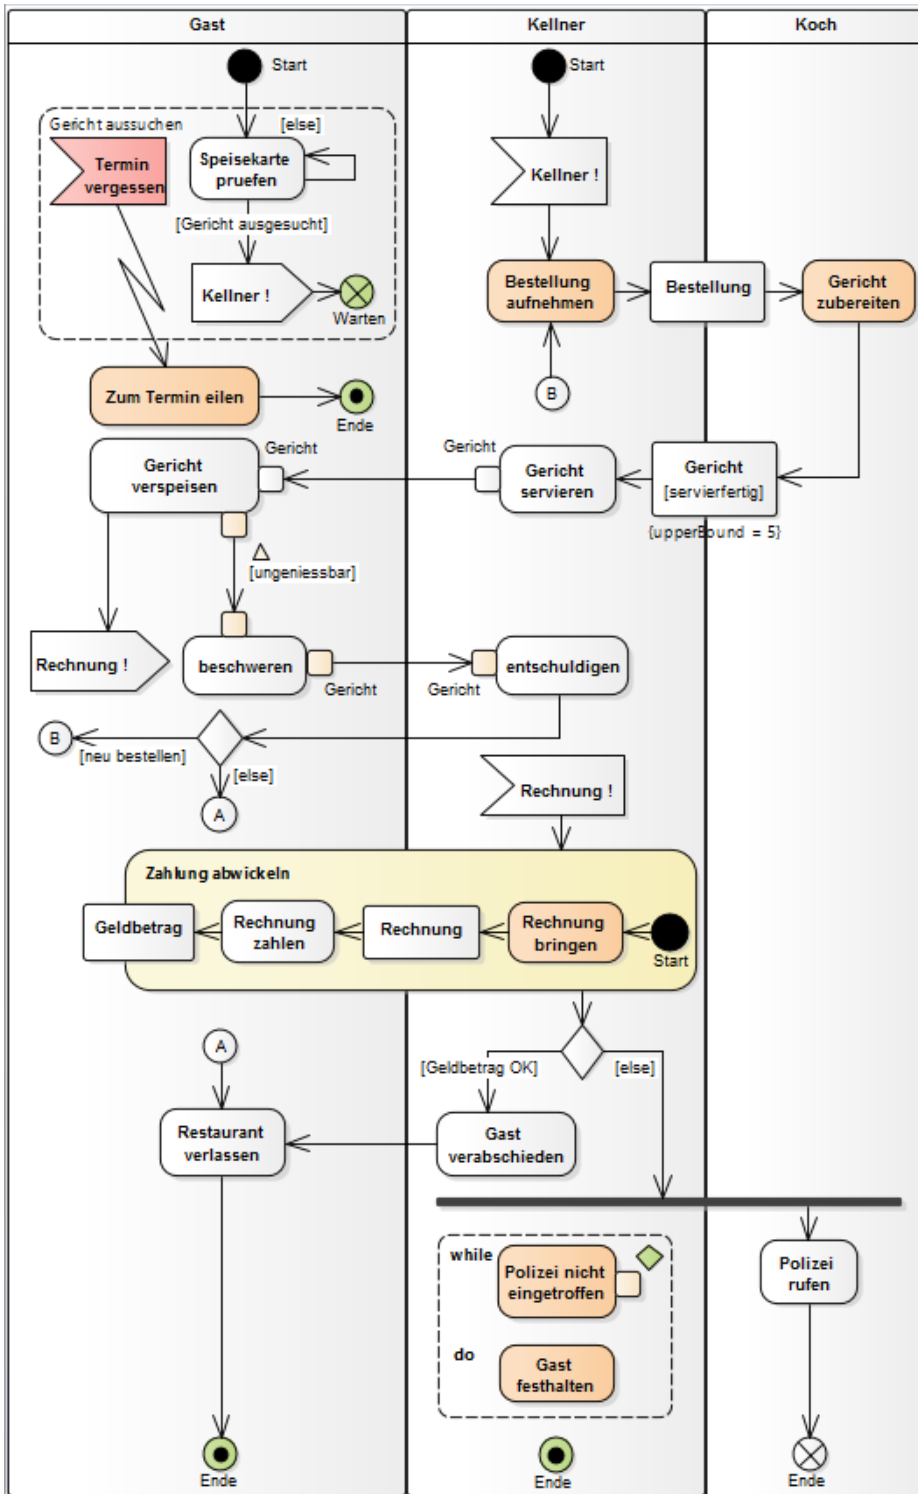 Gast
Kellner
Koch
Start
Start
Gericht aussuchen
[else]
Termin
vergessen
Speisekarte
pruefen
Kellner !
[Gericht ausgesucht]
Kellner !
Warten
Bestellung
aufnehmen
Bestellung
Gericht
zubereiten
Zum Termin eilen
Ende
B
Gericht
verspeisen
Gericht
Gericht
Gericht
servieren
Gericht
[servierfertig]
{upperBound = 5}
[ungeniessbar]
Rechnung !
beschweren
Gericht
Gericht
entschuldigen
B
[neu bestellen]
[else]
A
Rechnung !
Zahlung abwickeln
Geldbetrag
Rechnung
zahlen
Rechnung
Rechnung
bringen
Start
A
[Geldbetrag OK]
[else]
Restaurant
verlassen
Gast
verabschieden
while
Polizei nicht
eingetroffen
Polizei
rufen
do
Gast
festhalten
Ende
Ende
Ende